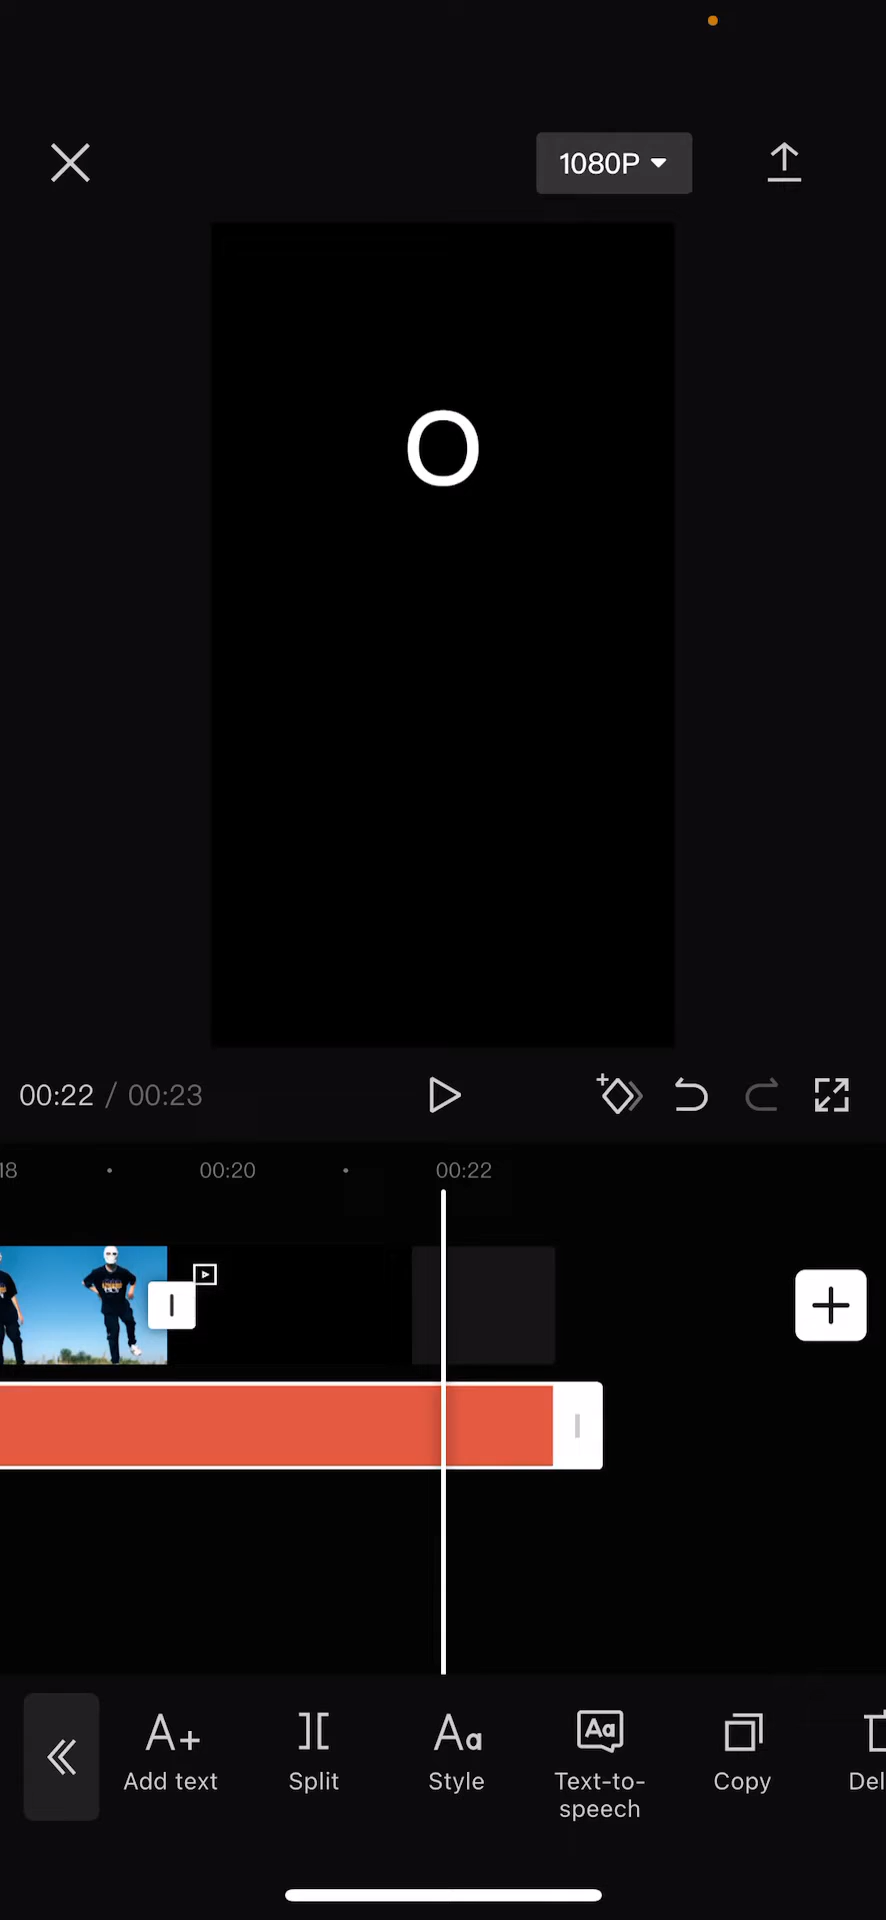 1080P
O
00:22 / 00:23
18 00:20 00:22
Add text
Split
Style
Text-to-
speech
Copy
Del